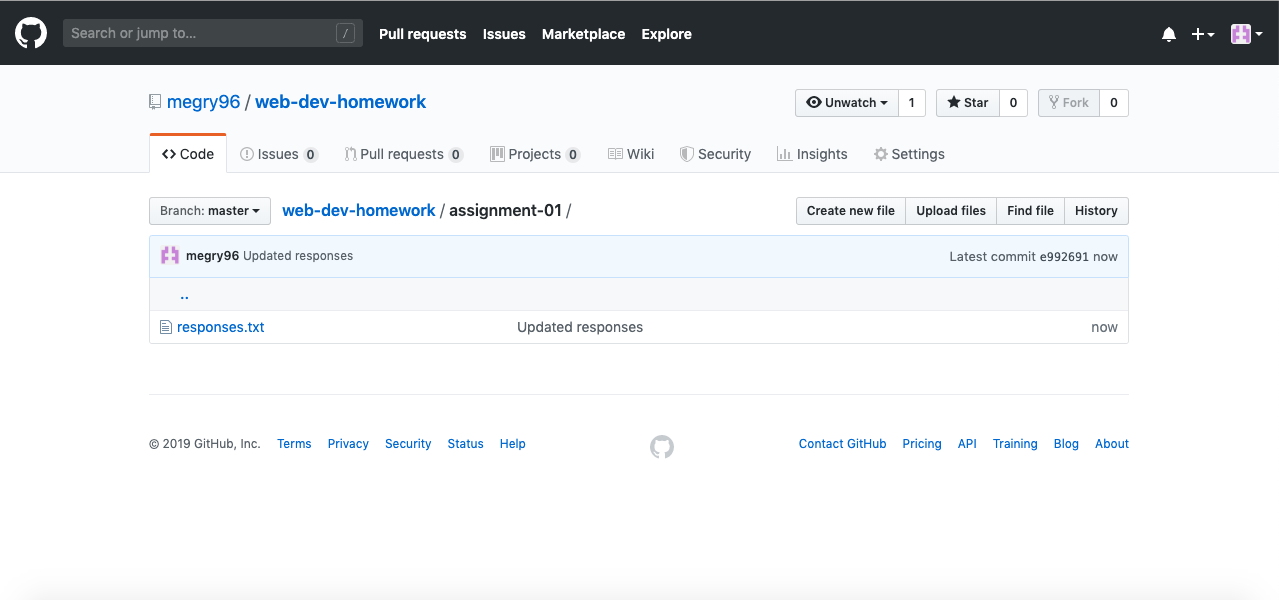 Search or jump to... / Pull requests Issues Marketplace Explore
megry96 / web-dev-homework Unwatch 1 Star 0 Fork 0
Code Issues 0 Pull requests 0 Projects 0 Wiki Security Insights Settings
Branch: master web-dev-homework / assignment-01 / Create new file Upload files Find file History
megry96 Updated responses Latest commit e992691 now
..
responses.txt Updated responses now
© 2019 GitHub, Inc. Terms Privacy Security Status Help Contact GitHub Pricing API Training Blog About